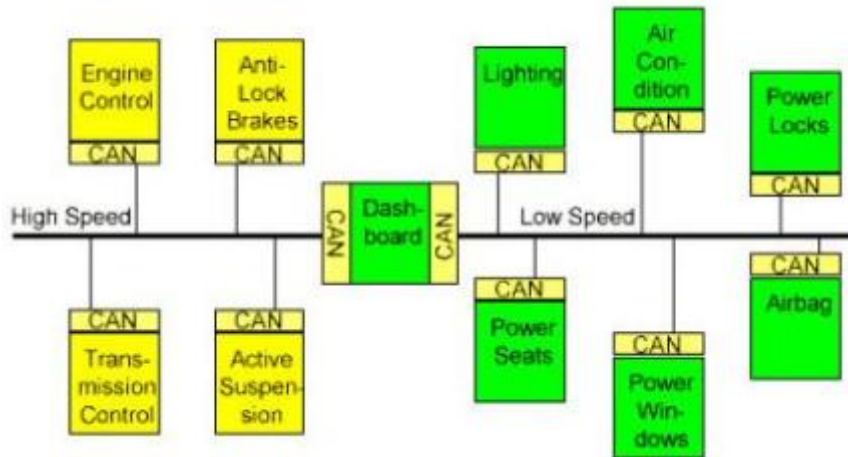 Engine
Control
CAN
Anti-
Lock
Brakes
CAN
Lighting
CAN
Air
Con-
dition
CAN
Power
Locks
CAN
High Speed
CAN
Dash-
board
CAN
Low Speed
CAN
Trans-
mission
Control
CAN
Active
Suspen-
sion
CAN
Power
Seats
CAN
Power
Win-
dows
CAN
Airbag